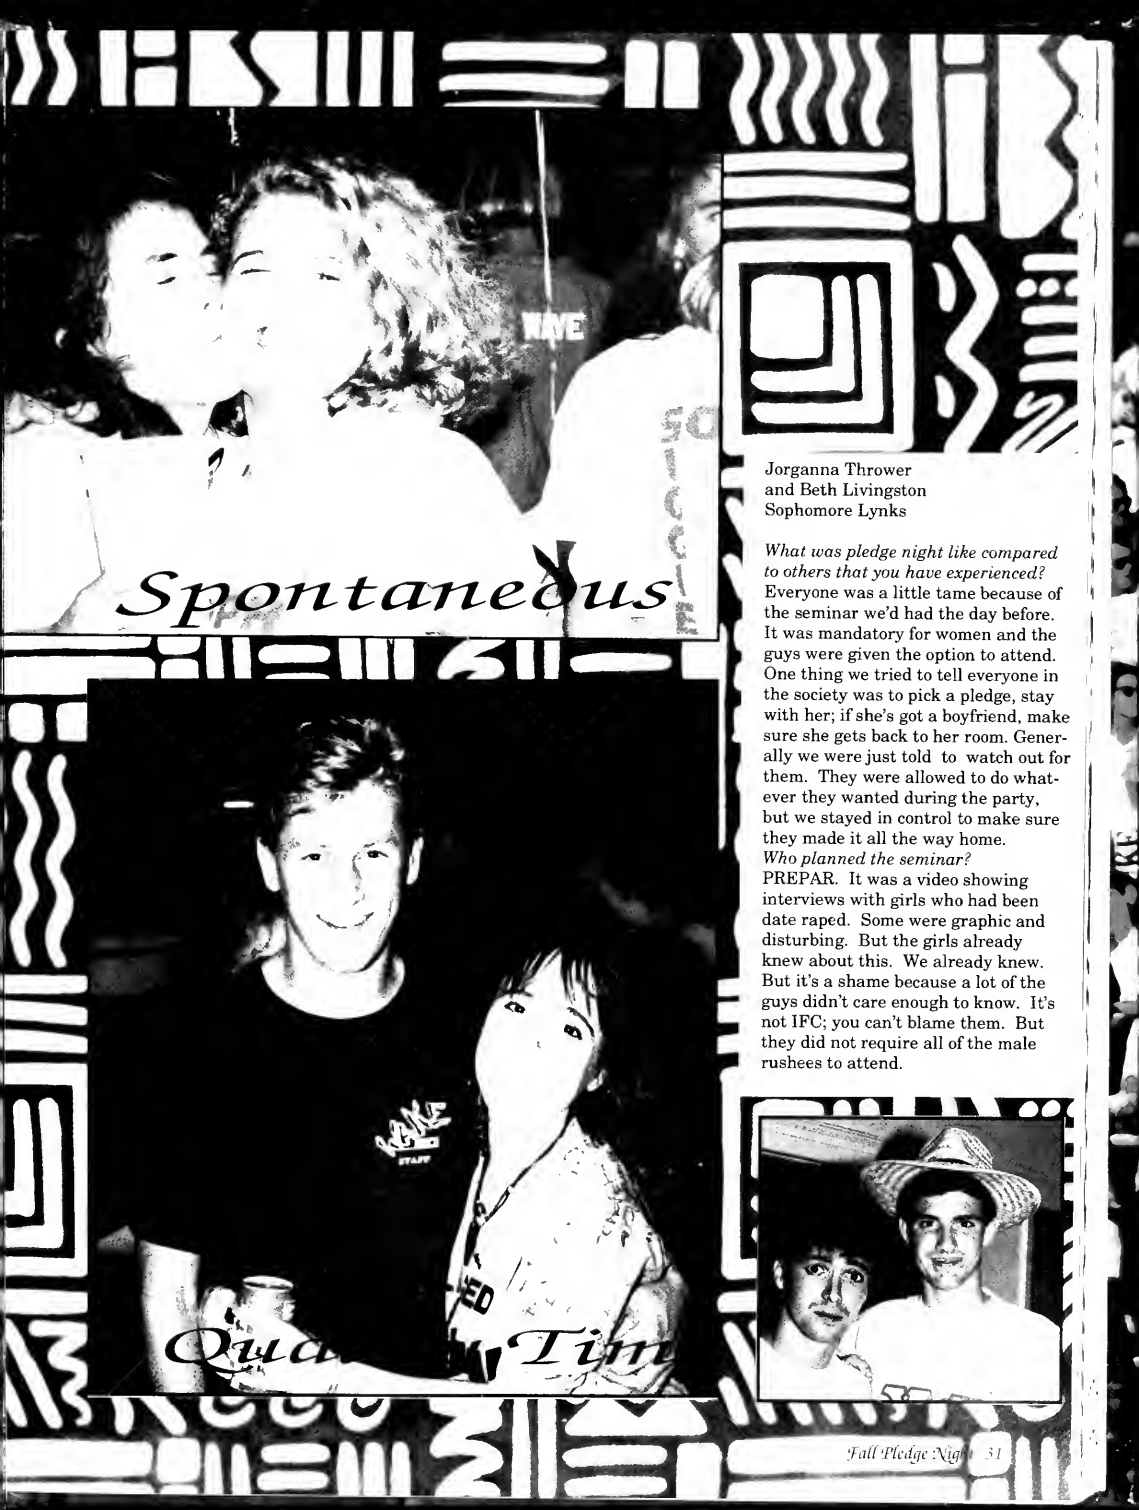 WAVE
SOCCIE
Spontaneous
Jorganna Thrower
and Beth Livingston
Sophomore Lynks
What was pledge night like compared
to others that you have experienced?
Everyone was a little tame because of
the seminar we'd had the day before.
It was mandatory for women and the
guys were given the option to attend.
One thing we tried to tell everyone in
the society was to pick a pledge, stay
with her; if she's got a boyfriend, make
sure she gets back to her room. Gener-
ally we were just told to watch out for
them. They were allowed to do what-
ever they wanted during the party,
but we stayed in control to make sure
they made it all the way home.
Who planned the seminar?
PREPAR. It was a video showing
interviews with girls who had been
date raped. Some were graphic and
disturbing. But the girls already
knew about this. We already knew.
But it's a shame because a lot of the
guys didn't care enough to know. It's
not IFC; you can't blame them. But
they did not require all of the male
rushees to attend.
WAKE
STAFF
Quality Time
Fall Pledge Night 31